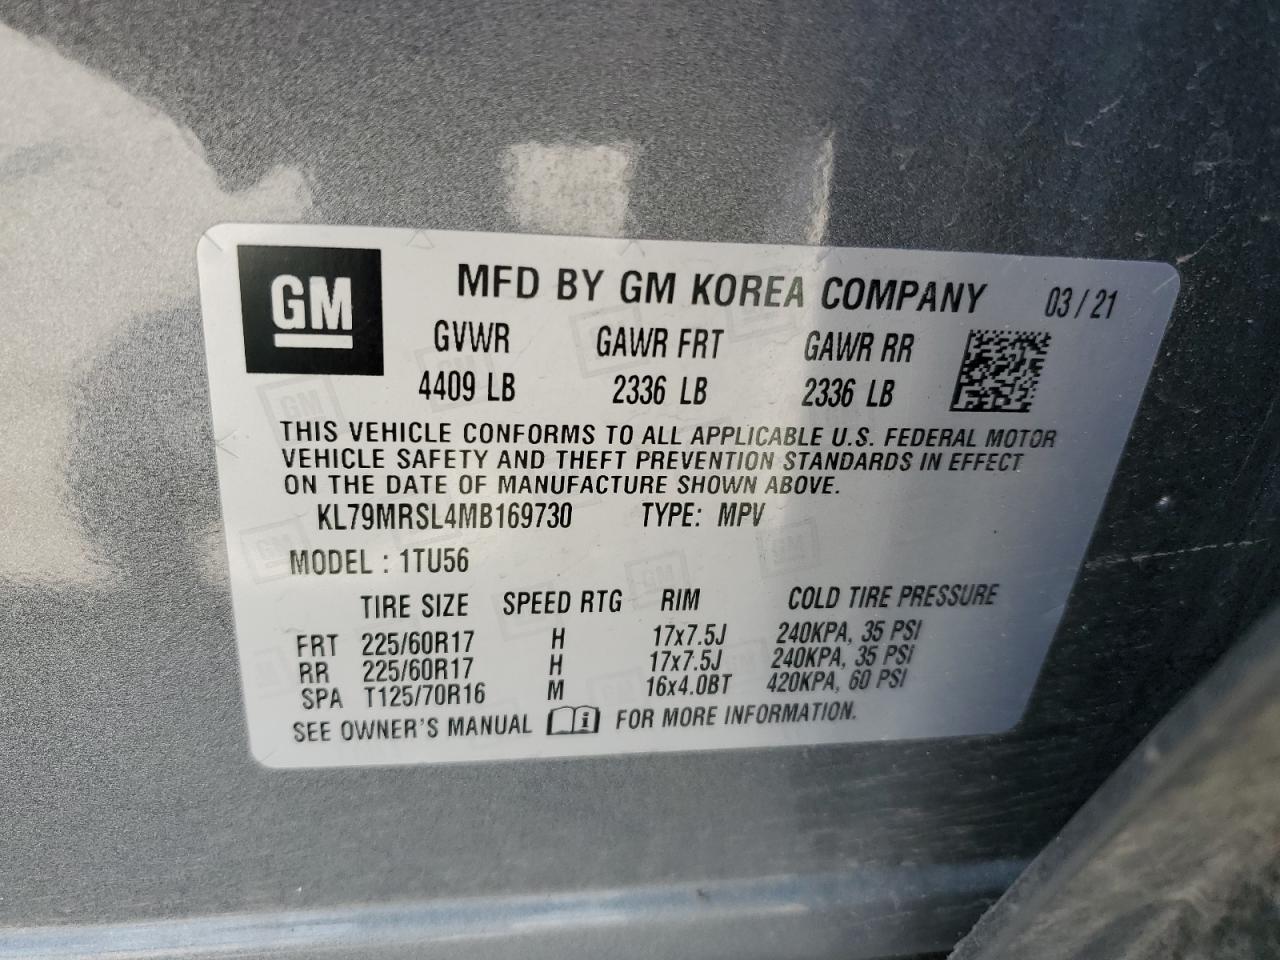 GM MFD BY GM KOREA COMPANY 03/21
GVWR GAWR FRT GAWR RR
4409 LB 2336 LB 2336 LB
THIS VEHICLE CONFORMS TO ALL APPLICABLE U.S. FEDERAL MOTOR
VEHICLE SAFETY AND THEFT PREVENTION STANDARDS IN EFFECT
ON THE DATE OF MANUFACTURE SHOWN ABOVE.
KL79MRSL4MB169730 TYPE: MPV
MODEL : 1TU56
TIRE SIZE SPEED RTG RIM COLD TIRE PRESSURE
FRT 225/60R17 H 17x7.5J 240KPA, 35 PSI
RR 225/60R17 H 17x7.5J 240KPA, 35 PSI
SPA T125/70R16 M 16x4.0BT 420KPA, 60 PSI
SEE OWNER'S MANUAL i FOR MORE INFORMATION.